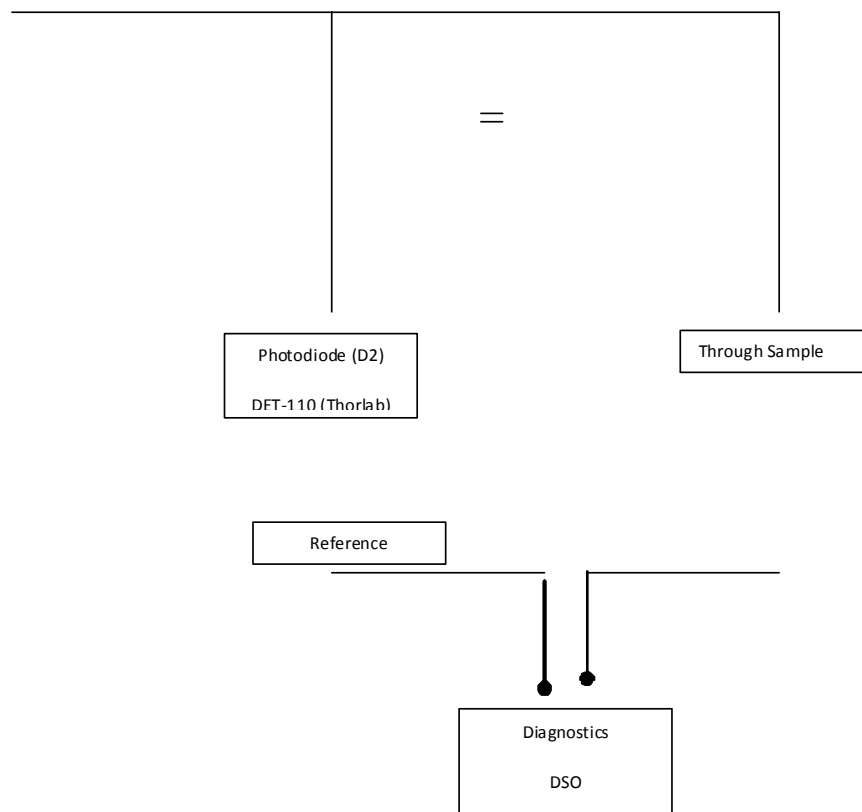 =
Photodiode (D2)
Through Sample
DET-110 (Thorlab)
Reference
Diagnostics
DSO